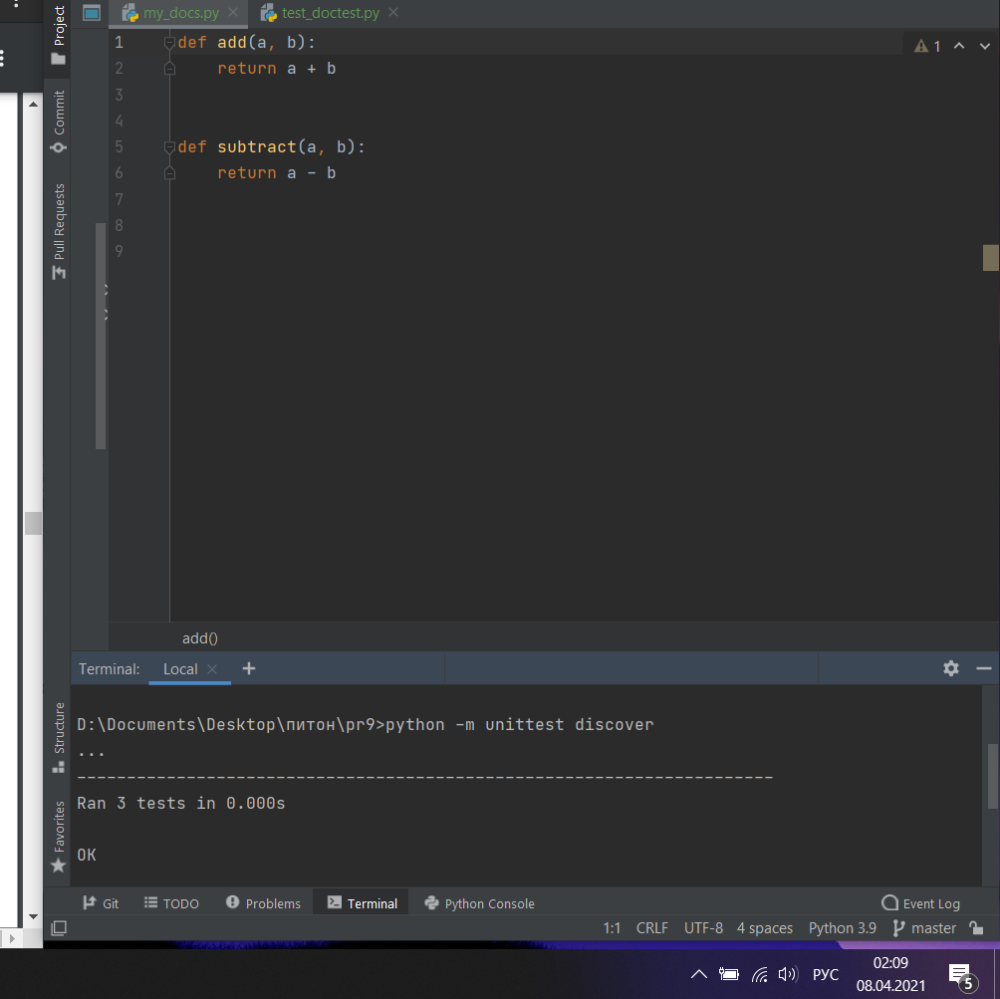 my_docs.py
test_doctest.py
Project
Commit
Pull Requests
1 def add(a, b):
2 return a + b
3
4
5 def subtract(a, b):
6 return a - b
7
8
9
1
add()
Terminal: Local +
Structure
Favorites
D:\Documents\Desktop\питон\pr9>python -m unittest discover
...
----------------------------------------------------------------------
Ran 3 tests in 0.000s
OK
Git TODO Problems Terminal Python Console Event Log
1:1 CRLF UTF-8 4 spaces Python 3.9 master
РУС
02:09
08.04.2021
5